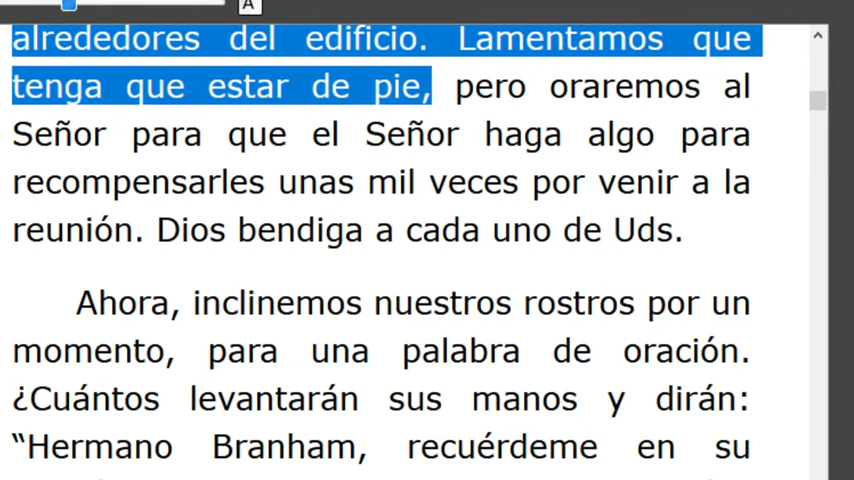 A
alrededores del edificio. Lamentamos que
tenga que estar de pie, pero oraremos al
Señor para que el Señor haga algo para
recompensarles unas mil veces por venir a la
reunión. Dios bendiga a cada uno de Uds.
Ahora, inclinemos nuestros rostros por un
momento, para una palabra de oración.
¿Cuántos levantarán sus manos y dirán:
“Hermano Branham, recuérdeme en su